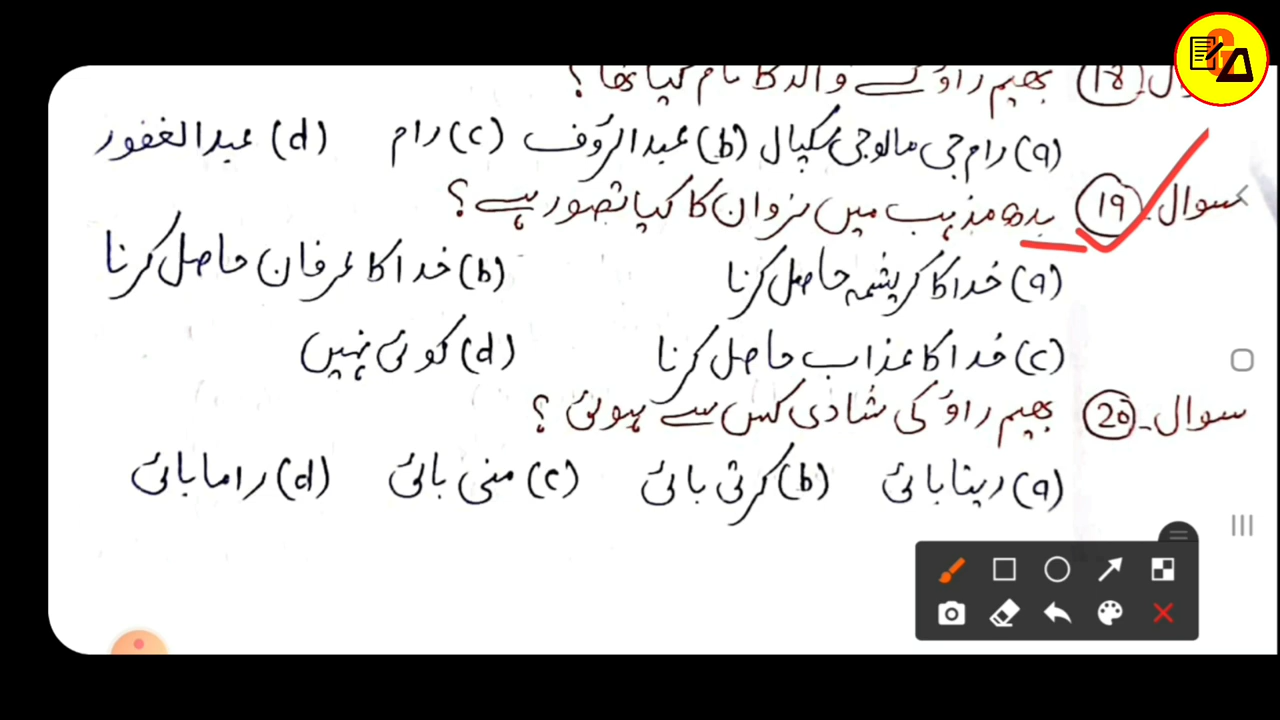 سوال۔ (18) بھیم راؤ کے والد کا نام کیا تھا ؟
(a) رام جی مالوجی سکپال (b) عبدالرؤف (c) رام (d) عبدالغفور
سوال۔ (19) بدھ مذہب میں نروان کا کیا تصور ہے ؟
(a) خدا کا کرشمہ حاصل کرنا (b) خدا کا عرفان حاصل کرنا
(c) خدا کا عذاب حاصل کرنا (d) کوئی نہیں
سوال۔ (20) بھیم راؤ کی شادی کس سے ہوئی ؟
(a) رینا بائی (b) کرتی بائی (c) منی بائی (d) راما بائی